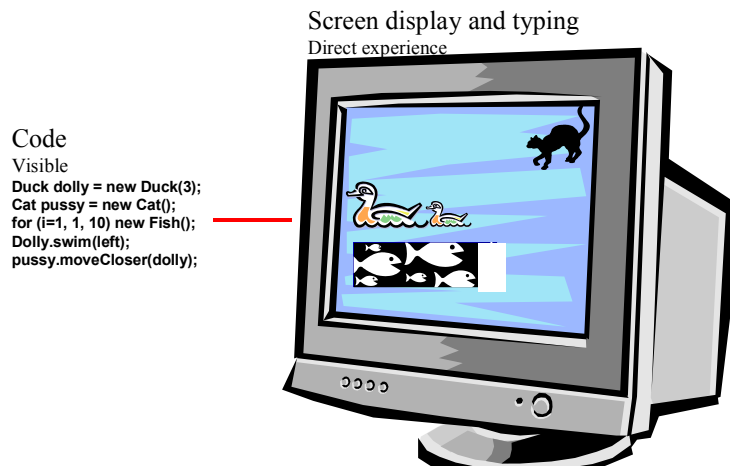 Screen display and typing
Direct experience
Code
Visible
Duck dolly = new Duck(3);
Cat pussy = new Cat();
for (i=1, 1, 10) new Fish();
Dolly.swim(left);
pussy.moveCloser(dolly);